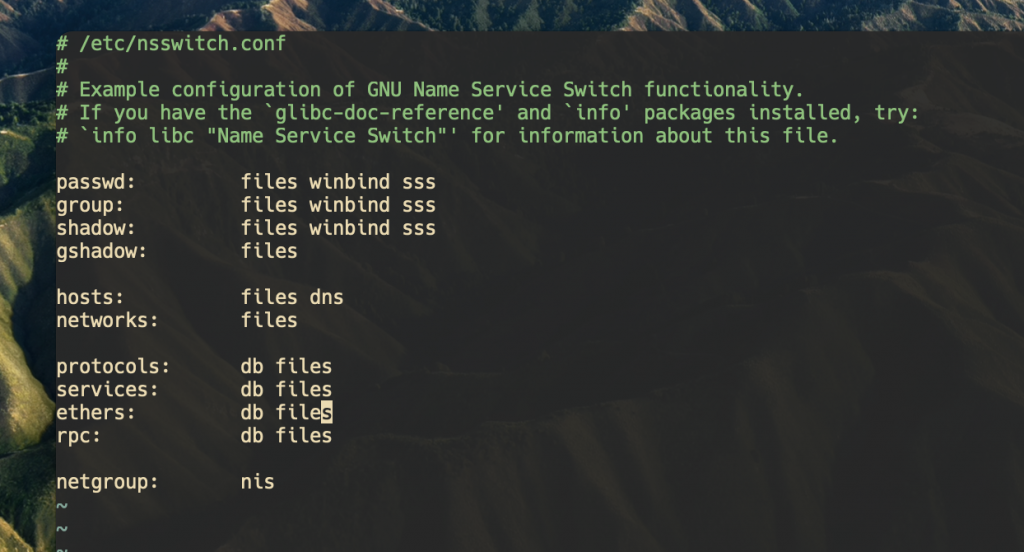 # /etc/nsswitch.conf
#
# Example configuration of GNU Name Service Switch functionality.
# If you have the `glibc-doc-reference' and `info' packages installed, try:
# `info libc "Name Service Switch"' for information about this file.
passwd: files winbind sss
group: files winbind sss
shadow: files winbind sss
gshadow: files
hosts: files dns
networks: files
protocols: db files
services: db files
ethers: db files
rpc: db files
netgroup: nis
~
~
~